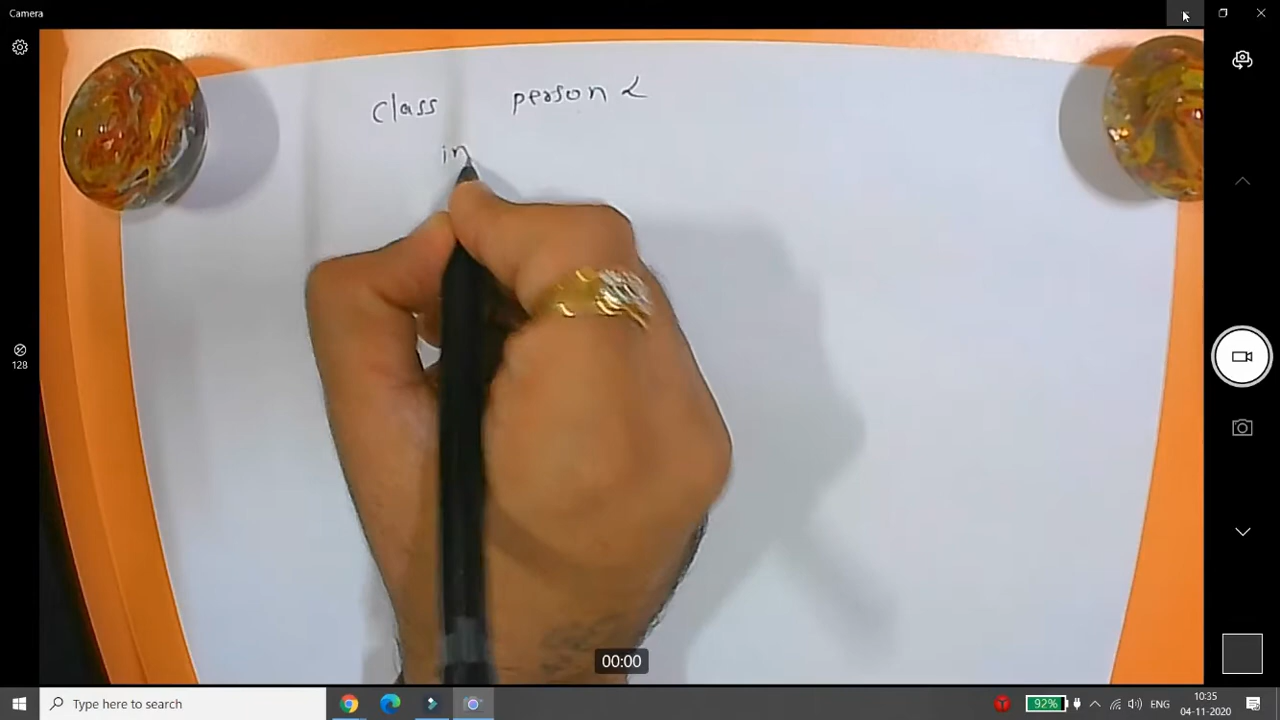 Camera
class person {
in
128
00:00
Type here to search
92%
ENG
10:35
04-11-2020